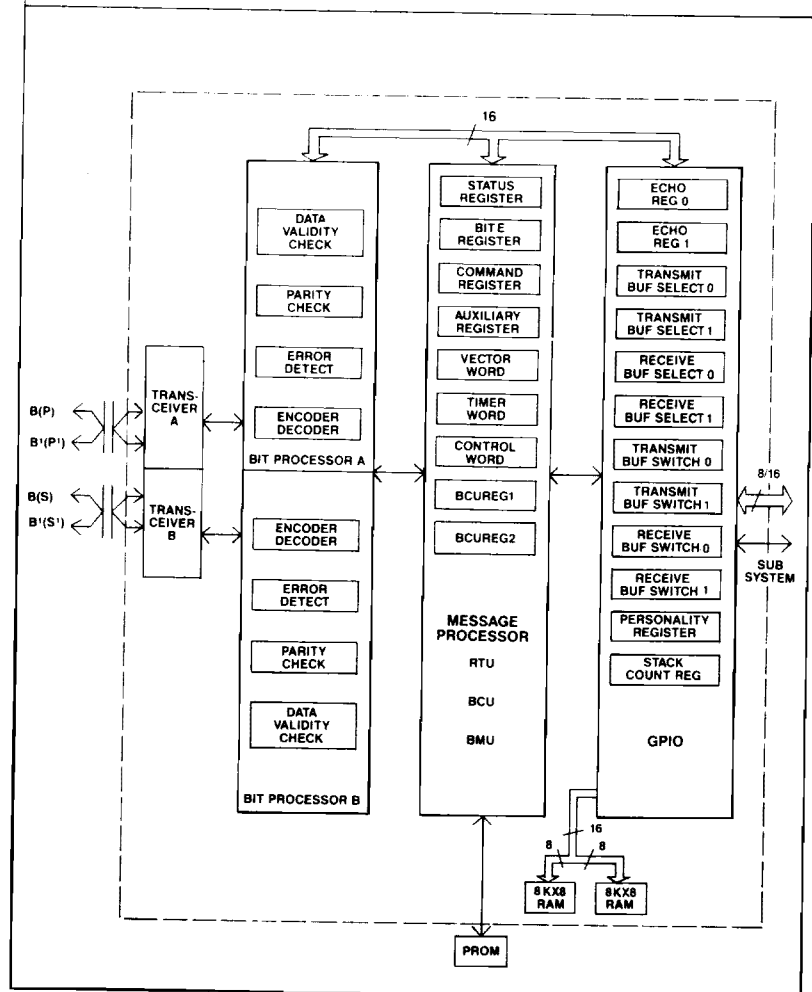 16
DATA
VALIDITY
CHECK
PARITY
CHECK
ERROR
DETECT
ENCODER
DECODER
BIT PROCESSOR A
ENCODER
DECODER
ERROR
DETECT
PARITY
CHECK
DATA
VALIDITY
CHECK
BIT PROCESSOR B
B(P)
B¹(P¹)
B(S)
B¹(S¹)
TRANS-
CEIVER
A
TRANS-
CEIVER
B
STATUS
REGISTER
BITE
REGISTER
COMMAND
REGISTER
AUXILIARY
REGISTER
VECTOR
WORD
TIMER
WORD
CONTROL
WORD
BCUREG1
BCUREG2
MESSAGE
PROCESSOR
RTU
BCU
BMU
ECHO
REG 0
ECHO
REG 1
TRANSMIT
BUF SELECT 0
TRANSMIT
BUF SELECT 1
RECEIVE
BUF SELECT 0
RECEIVE
BUF SELECT 1
TRANSMIT
BUF SWITCH 0
TRANSMIT
BUF SWITCH 1
RECEIVE
BUF SWITCH 0
RECEIVE
BUF SWITCH 1
PERSONALITY
REGISTER
STACK
COUNT REG
GPIO
8/16
SUB
SYSTEM
16
8
8
8KX8
RAM
8KX8
RAM
PROM